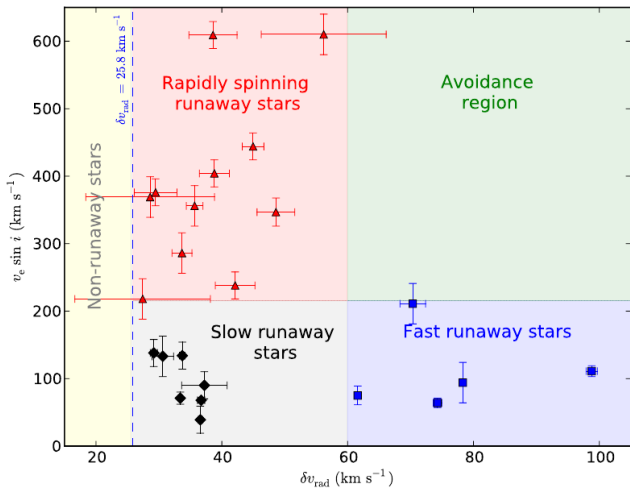 600
500
400
300
200
100
0
20
40
60
80
100
v_e sin i (km s⁻¹)
δv_rad (km s⁻¹)
δv_rad = 25.8 km s⁻¹
Non-runaway stars
Rapidly spinning
runaway stars
Avoidance
region
Slow runaway
stars
Fast runaway stars